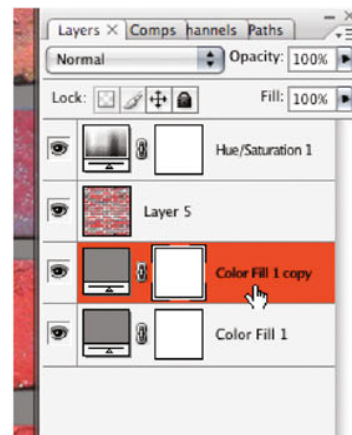 Layers × Comps hannels Paths
Normal Opacity: 100%
Lock: Fill: 100%
Hue/Saturation 1
Layer 5
Color Fill 1 copy
Color Fill 1